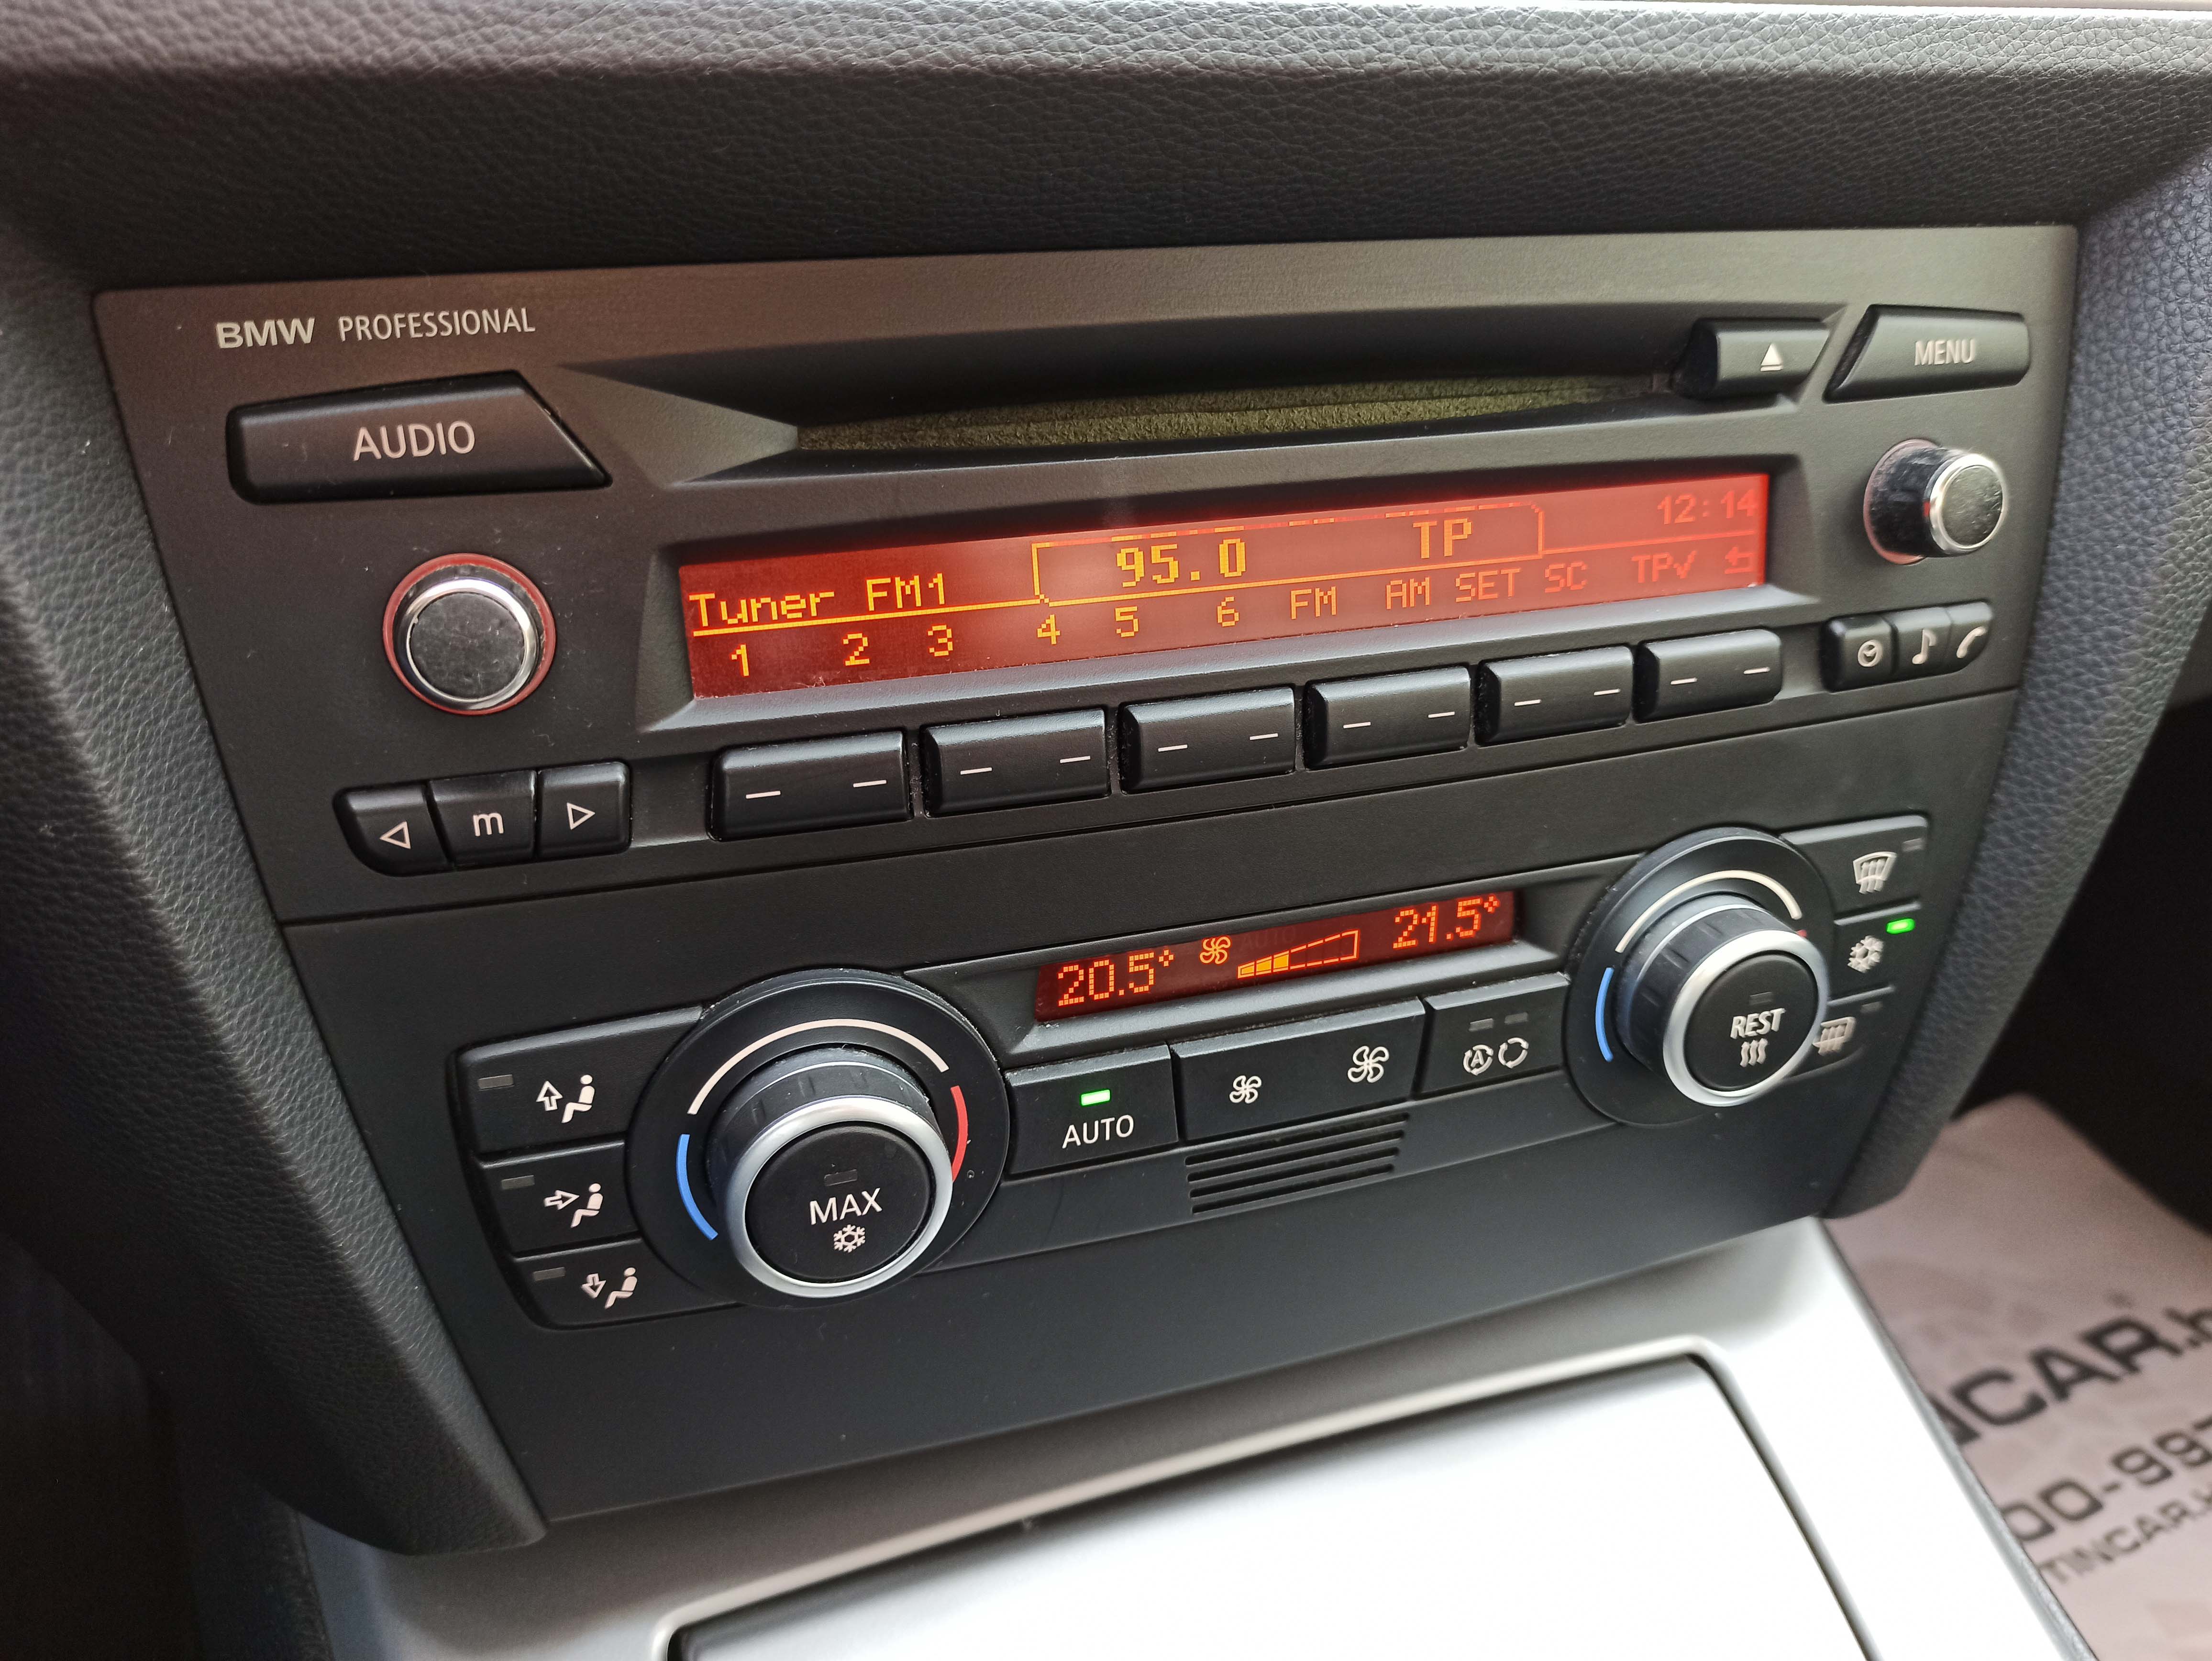 BMW PROFESSIONAL
MENU
AUDIO
12:14
Tuner FM1 95.0 TP
1 2 3 4 5 6 FM AM SET SC TP✓
m
20.5° 21.5°
REST
A
AUTO
MAX